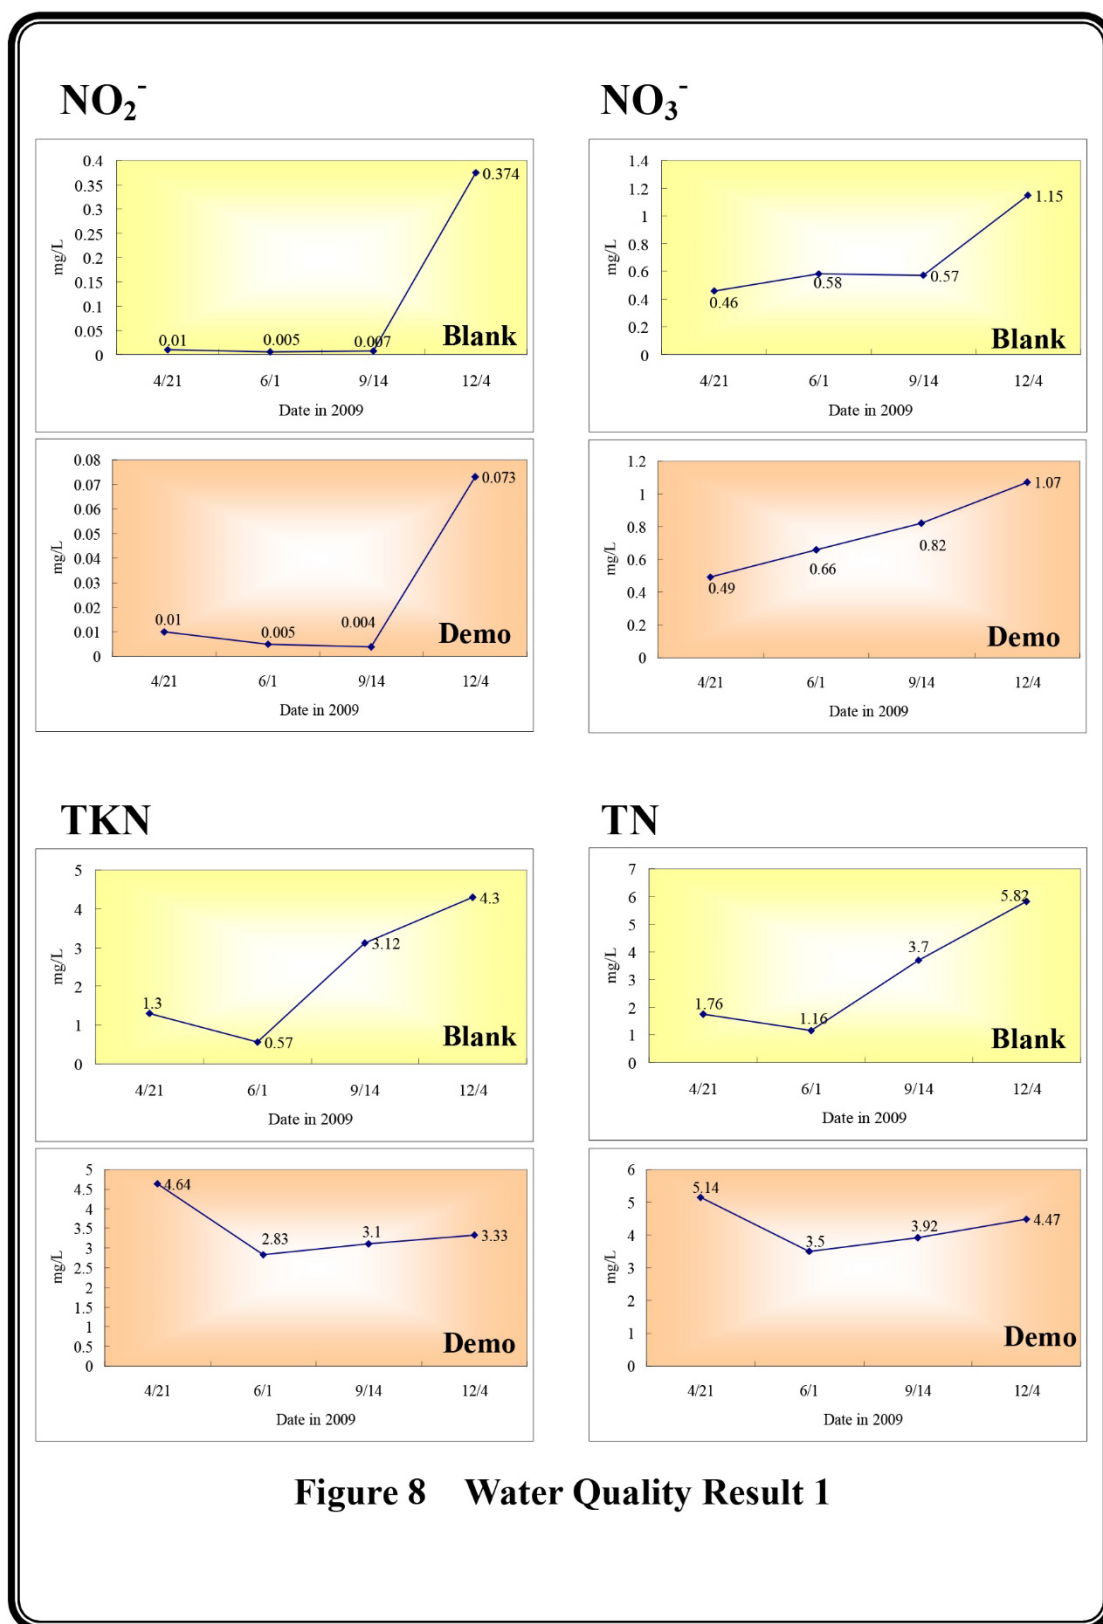 NO₂⁻
NO₃⁻
0.4
0.35
0.3
0.25
0.2
0.15
0.1
0.05
0
mg/L
0.01
0.005
0.007
0.374
Blank
4/21 6/1 9/14 12/4
Date in 2009
1.4
1.2
1
0.8
0.6
0.4
0.2
0
mg/L
0.46
0.58
0.57
1.15
Blank
4/21 6/1 9/14 12/4
Date in 2009
0.08
0.07
0.06
0.05
0.04
0.03
0.02
0.01
0
mg/L
0.01
0.005
0.004
0.073
Demo
4/21 6/1 9/14 12/4
Date in 2009
1.2
1
0.8
0.6
0.4
0.2
0
mg/L
0.49
0.66
0.82
1.07
Demo
4/21 6/1 9/14 12/4
Date in 2009
TKN
TN
5
4
3
2
1
0
mg/L
1.3
0.57
3.12
4.3
Blank
4/21 6/1 9/14 12/4
Date in 2009
7
6
5
4
3
2
1
0
mg/L
1.76
1.16
3.7
5.82
Blank
4/21 6/1 9/14 12/4
Date in 2009
5
4.5
4
3.5
3
2.5
2
1.5
1
0.5
0
mg/L
4.64
2.83
3.1
3.33
Demo
4/21 6/1 9/14 12/4
Date in 2009
6
5
4
3
2
1
0
mg/L
5.14
3.5
3.92
4.47
Demo
4/21 6/1 9/14 12/4
Date in 2009
Figure 8 Water Quality Result 1